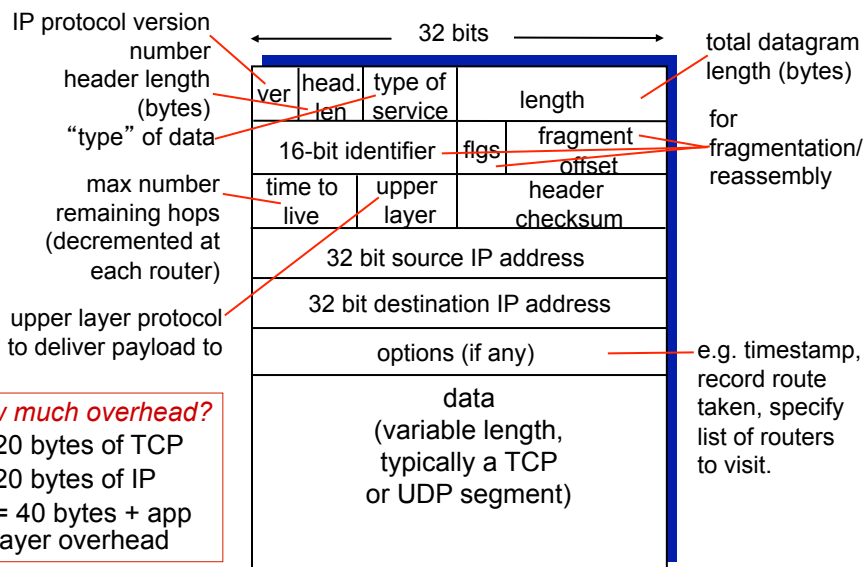 IP protocol version
number
header length
(bytes)
“type” of data
max number
remaining hops
(decremented at
each router)
upper layer protocol
to deliver payload to
much overhead?
20 bytes of TCP
20 bytes of IP
= 40 bytes + app
layer overhead
32 bits
ver
head.
len
type of
service
length
16-bit identifier
flgs
fragment
offset
time to
live
upper
layer
header
checksum
32 bit source IP address
32 bit destination IP address
options (if any)
data
(variable length,
typically a TCP
or UDP segment)
total datagram
length (bytes)
for
fragmentation/
reassembly
e.g. timestamp,
record route
taken, specify
list of routers
to visit.